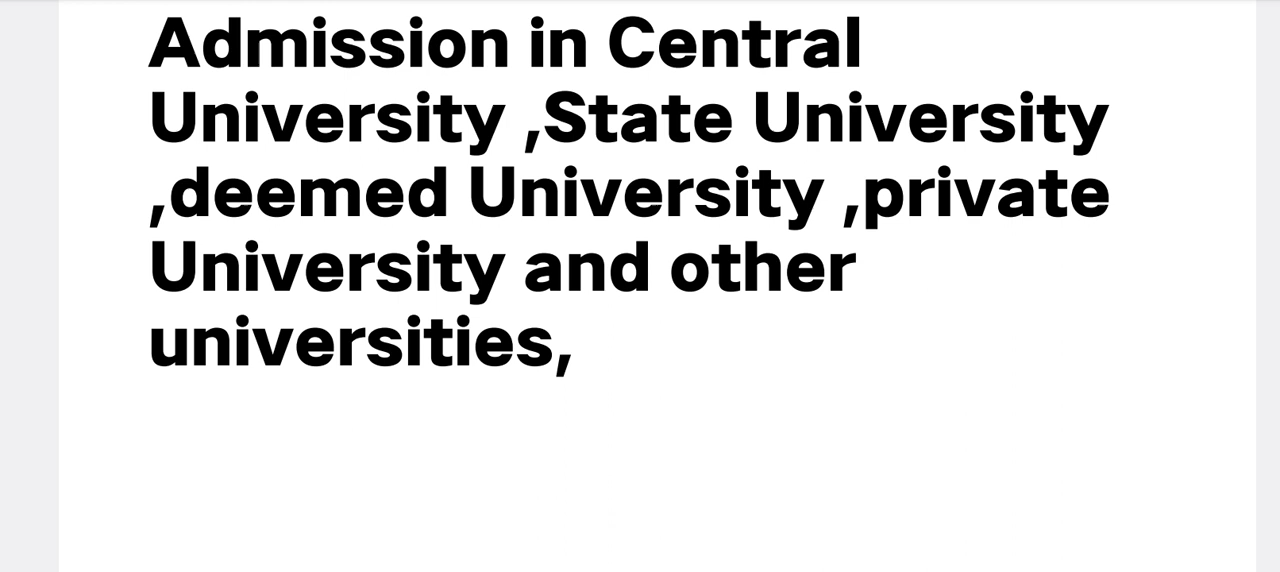 Admission in Central
University ,State University
,deemed University ,private
University and other
universities,